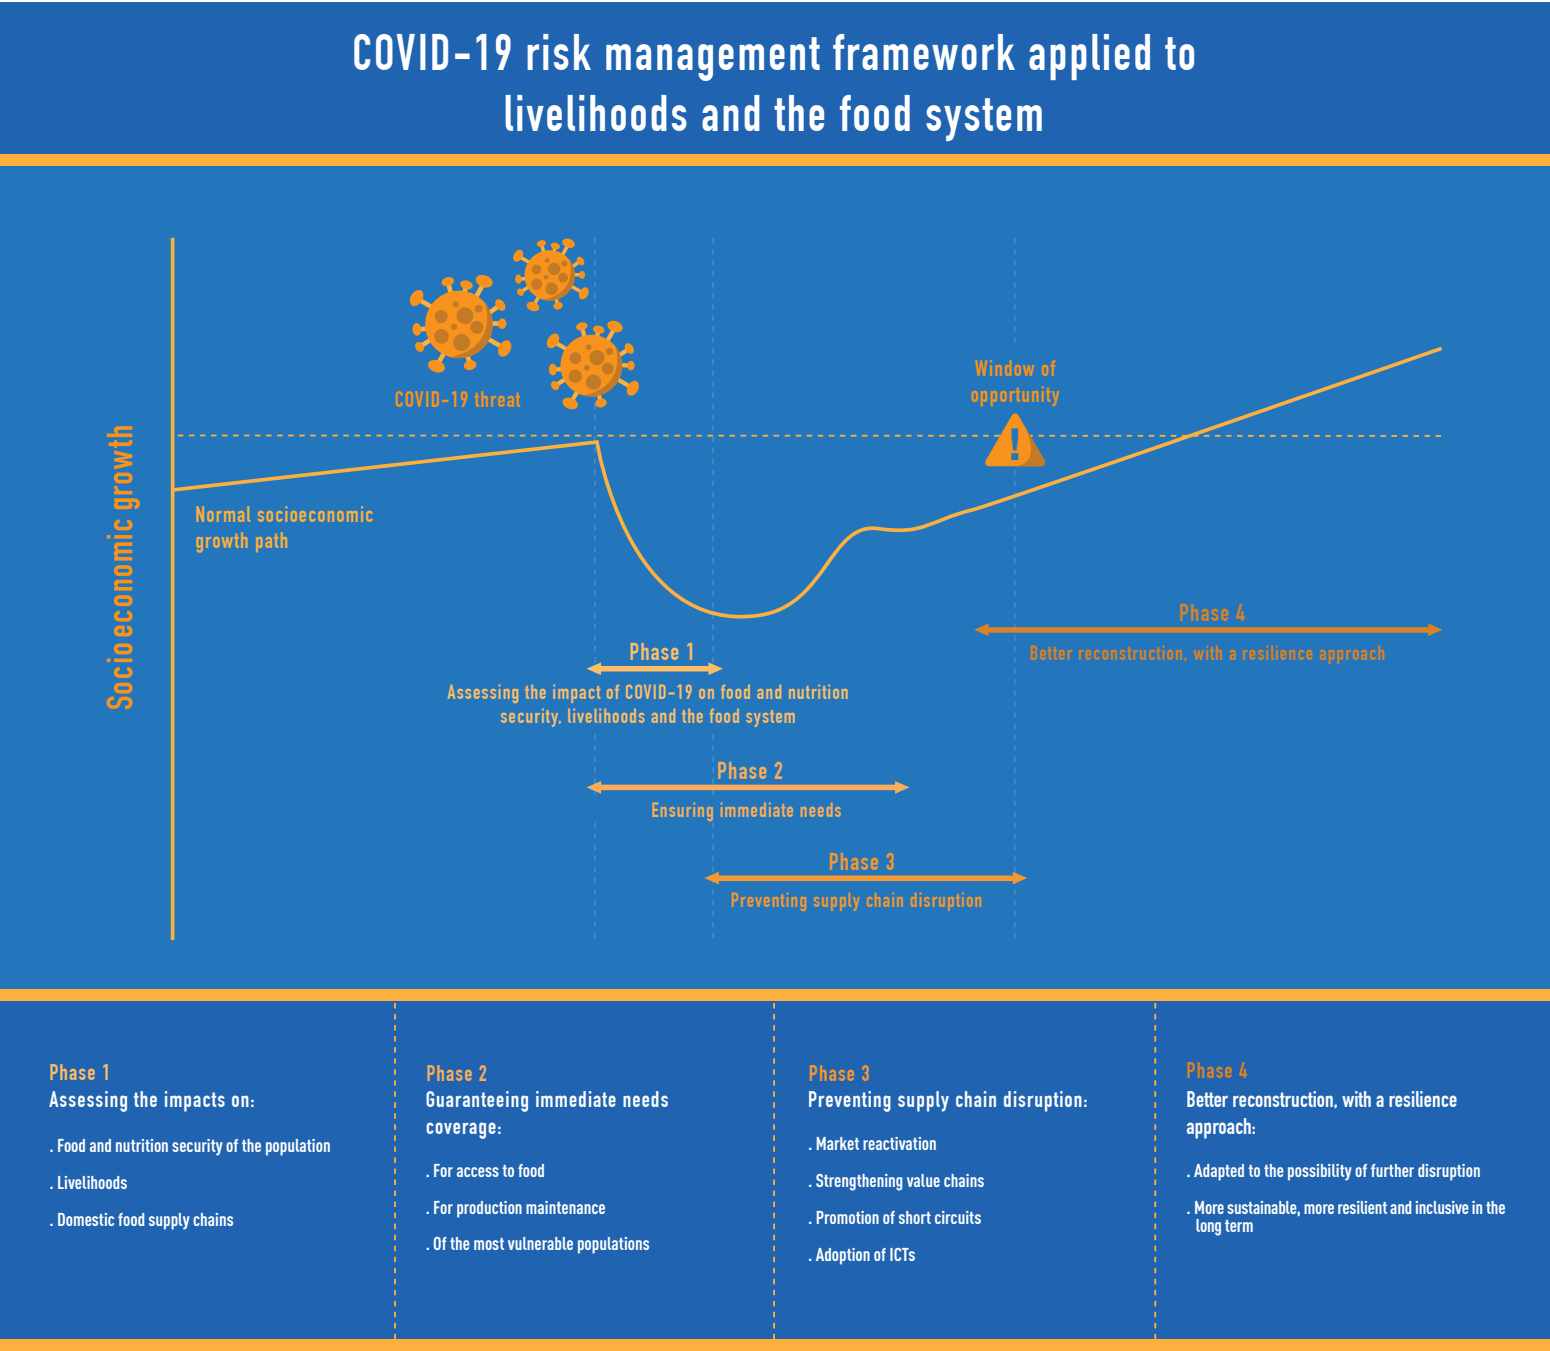 COVID-19 risk management framework applied to
livelihoods and the food system
COVID-19 threat
Window of
opportunity
Socioeconomic growth
Normal socioeconomic
growth path
Phase 4
Better reconstruction, with a resilience approach
Phase 1
Assessing the impact of COVID-19 on food and nutrition
security, livelihoods and the food system
Phase 2
Ensuring immediate needs
Phase 3
Preventing supply chain disruption
Phase 1
Assessing the impacts on:
. Food and nutrition security of the population
. Livelihoods
. Domestic food supply chains
Phase 2
Guaranteeing immediate needs
coverage:
. For access to food
. For production maintenance
. Of the most vulnerable populations
Phase 3
Preventing supply chain disruption:
. Market reactivation
. Strengthening value chains
. Promotion of short circuits
. Adoption of ICTs
Phase 4
Better reconstruction, with a resilience
approach:
. Adapted to the possibility of further disruption
. More sustainable, more resilient and inclusive in the
long term